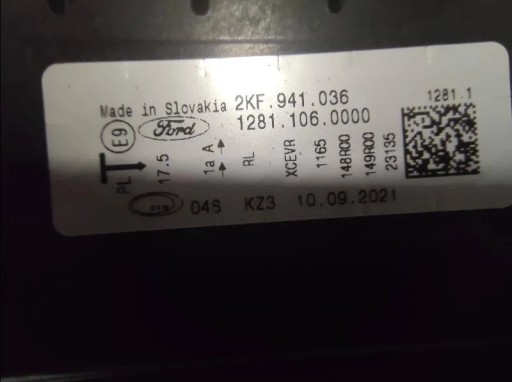 1281.1
Made in Slovakia 2KF.941.036
Ford 1281.106.0000
E9
PL
17.5
1a A
RL
XCEVR
1165
148R00
149R00
23135
04S KZ3 10.09.2021